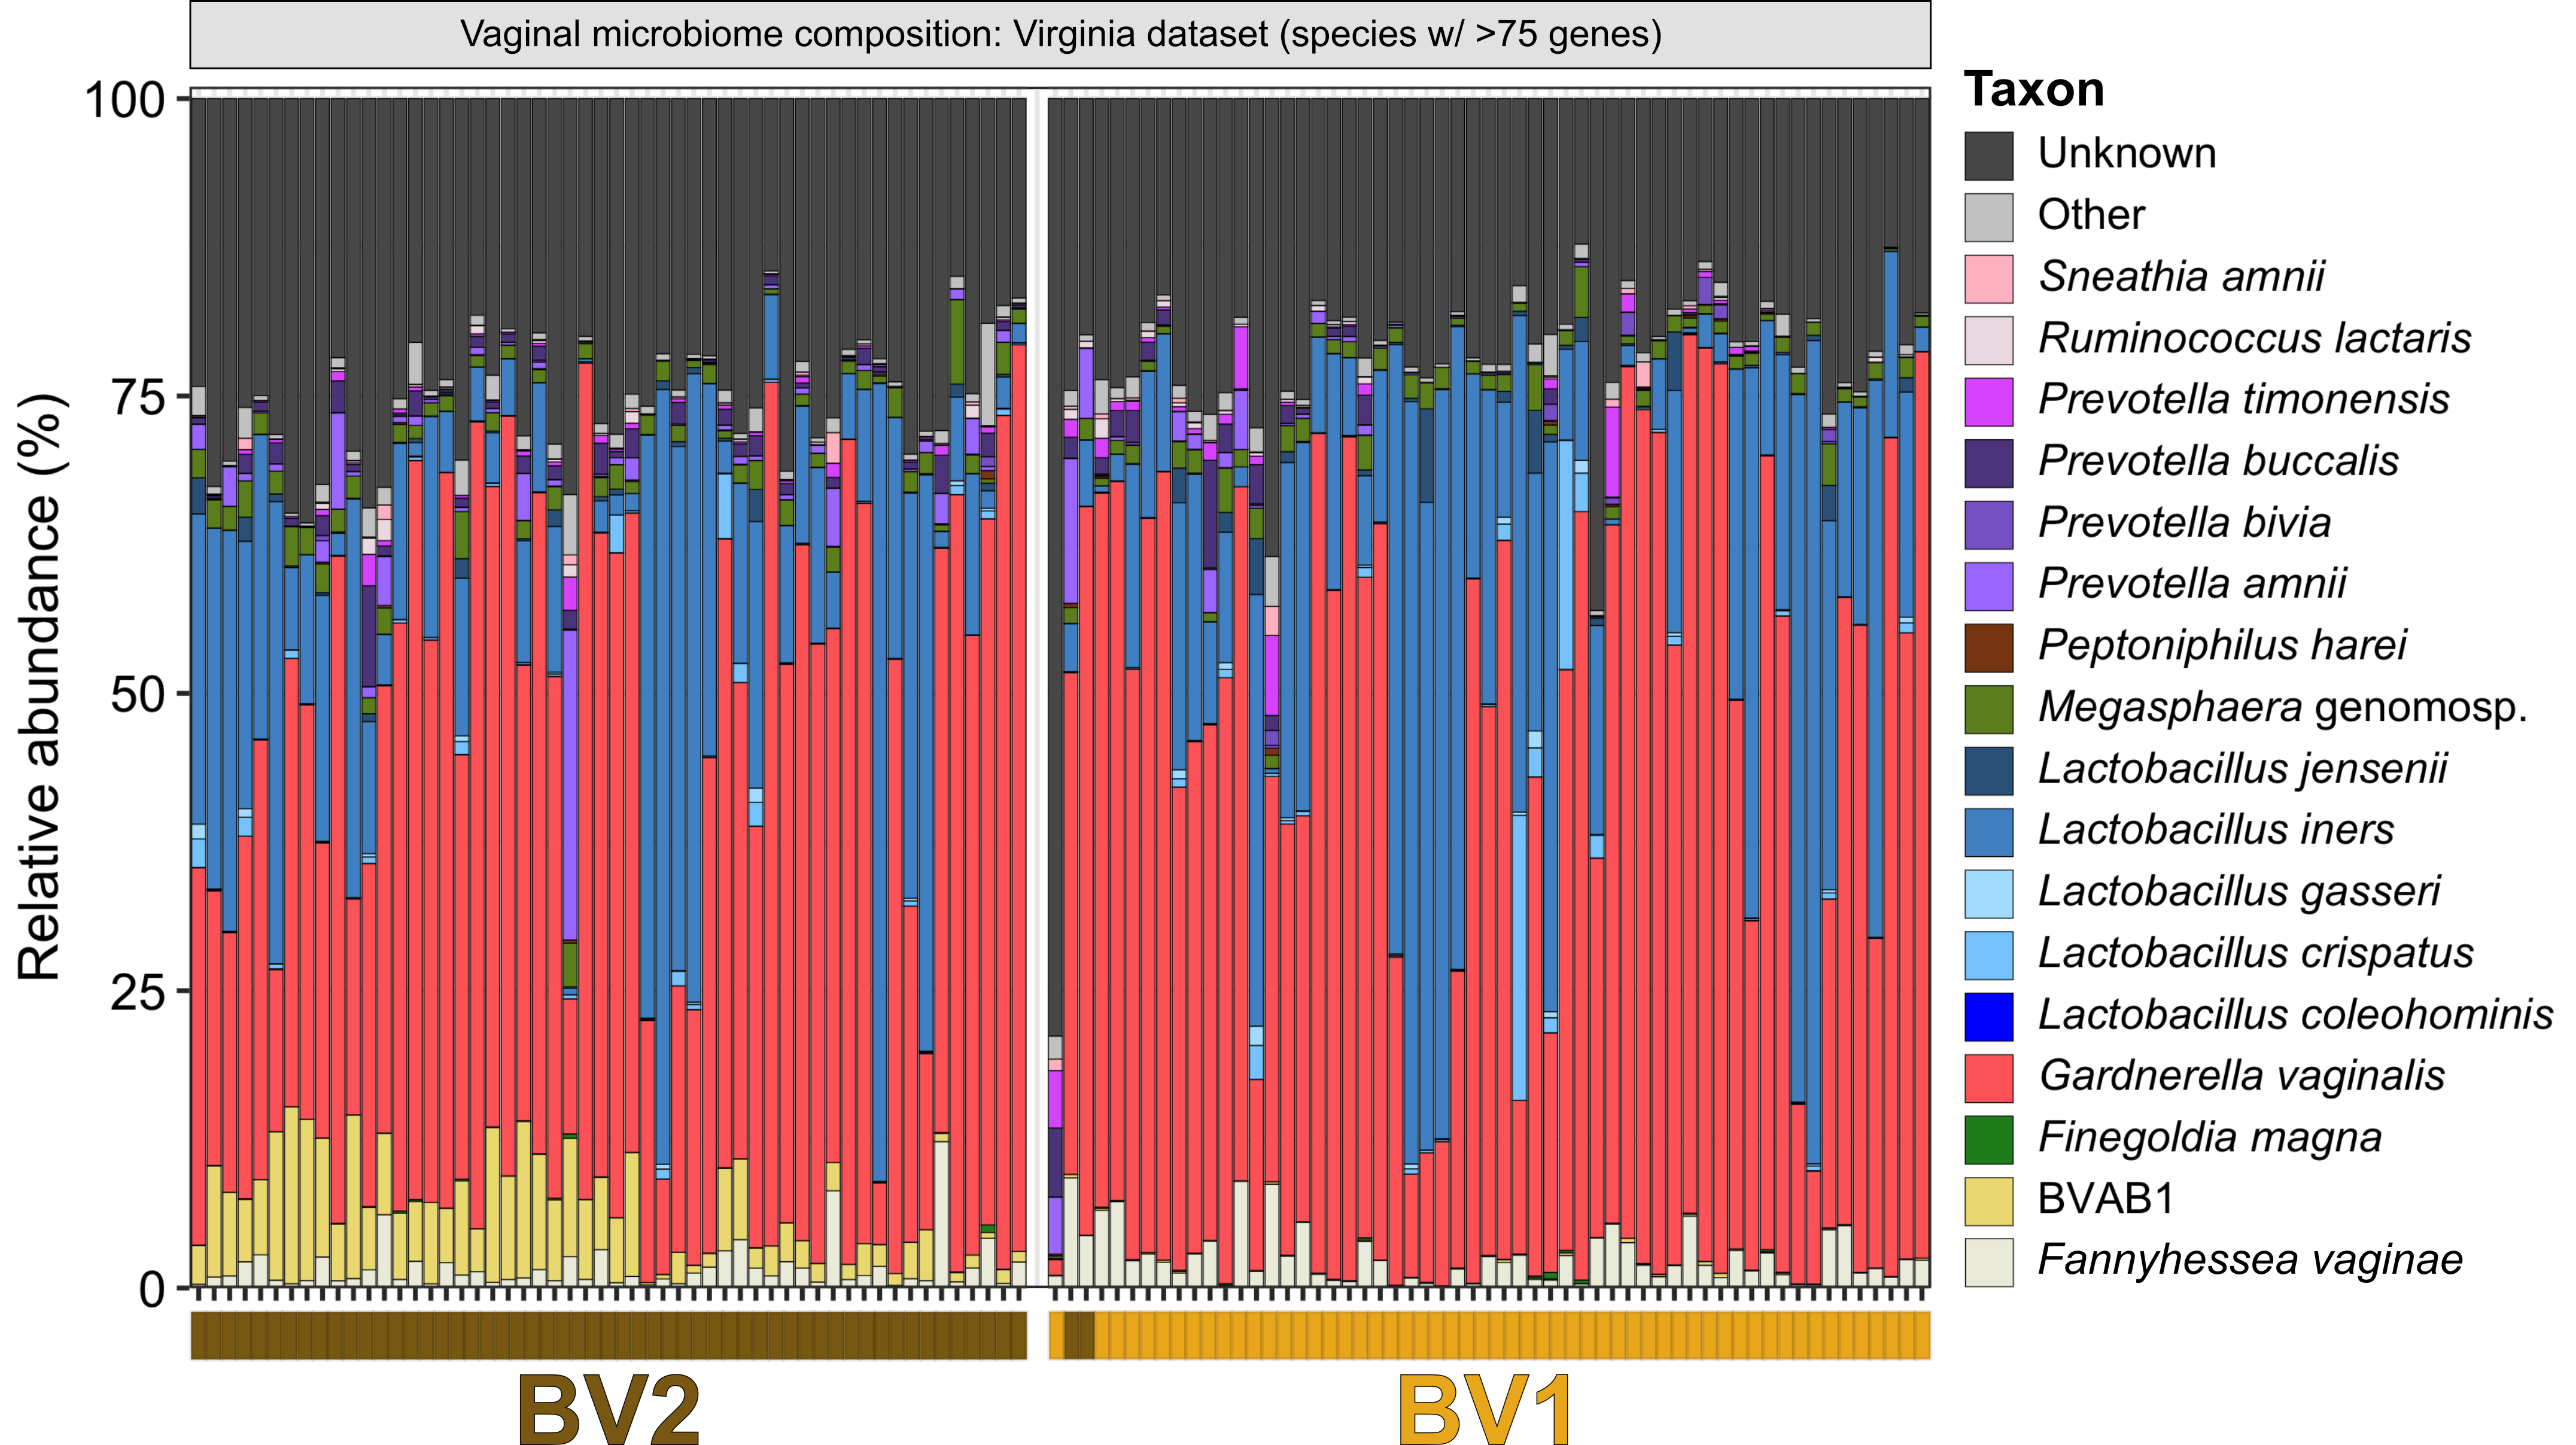 Vaginal microbiome composition: Virginia dataset (species w/ >75 genes)
Relative abundance (%)
100
75
50
25
0
BV2
BV1
Taxon
Unknown
Other
Sneathia amnii
Ruminococcus lactaris
Prevotella timonensis
Prevotella buccalis
Prevotella bivia
Prevotella amnii
Peptoniphilus harei
Megasphaera genomosp.
Lactobacillus jensenii
Lactobacillus iners
Lactobacillus gasseri
Lactobacillus crispatus
Lactobacillus coleohominis
Gardnerella vaginalis
Finegoldia magna
BVAB1
Fannyhessea vaginae